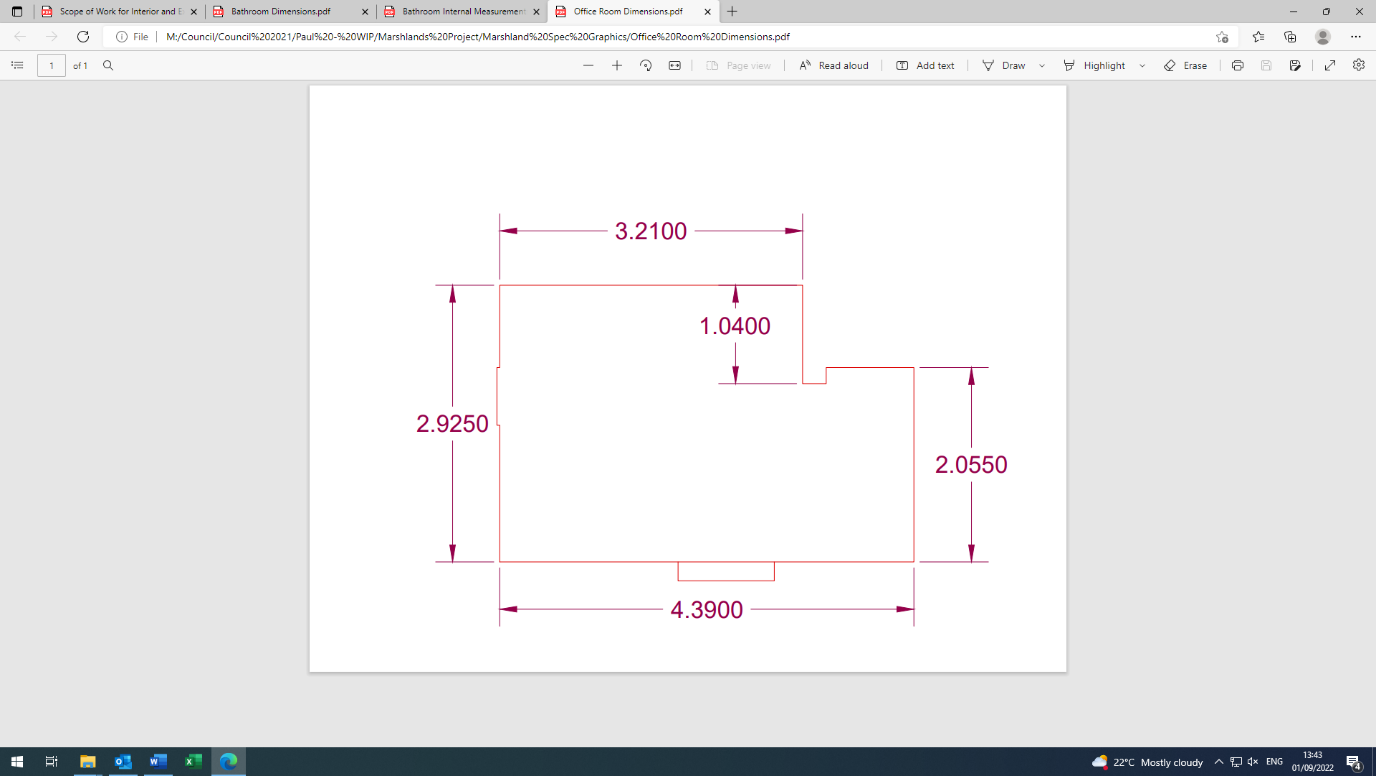 Scope of Work for Interior and E
Bathroom Dimensions.pdf
Bathroom Internal Measurement
Office Room Dimensions.pdf
File
M:/Council/Council%202021/Paul%20-%20WIP/Marshlands%20Project/Marshland%20Spec%20Graphics/Office%20Room%20Dimensions.pdf
1 of 1
Page view
Read aloud
Add text
Draw
Highlight
Erase
3.2100
1.0400
2.9250
2.0550
4.3900
22°C Mostly cloudy
ENG
13:43
01/09/2022
4